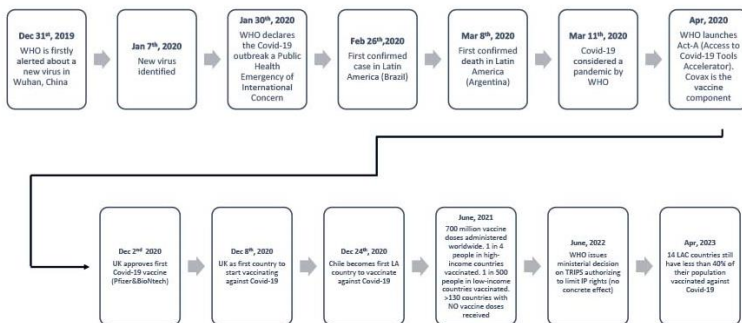 Dec 31st, 2019
WHO is firstly
alerted about a
new virus in
Wuhan, China
Jan 7th, 2020
New virus
identified
Jan 30th, 2020
WHO declares
the Covid-19
outbreak a Public
Health
Emergency of
International
Concern
Feb 26th,2020
First confirmed
case in Latin
America (Brazil)
Mar 8th, 2020
First confirmed
death in Latin
America
(Argentina)
Mar 11th, 2020
Covid-19
considered a
pandemic by
WHO
Apr, 2020
WHO launches
Act-A (Access to
Covid-19 Tools
Accelerator).
Covax is the
vaccine
component
Dec 2nd 2020
UK approves first
Covid-19 vaccine
(Pfizer&BioNtech)
Dec 8th, 2020
UK as first country to
start vaccinating
against Covid-19
Dec 24th, 2020
Chile becomes first LA
country to vaccinate
against Covid-19
June, 2021
700 million vaccine
doses administered
worldwide. 1 in 4
people in high-
income countries
vaccinated. 1 in 500
people in low-income
countries vaccinated.
>130 countries with
NO vaccine doses
received
June, 2022
WHO issues
ministerial decision
on TRIPS authorizing
to limit IP rights (no
concrete effect)
Apr, 2023
14 LAC countries still
have less than 40% of
their population
vaccinated against
Covid-19